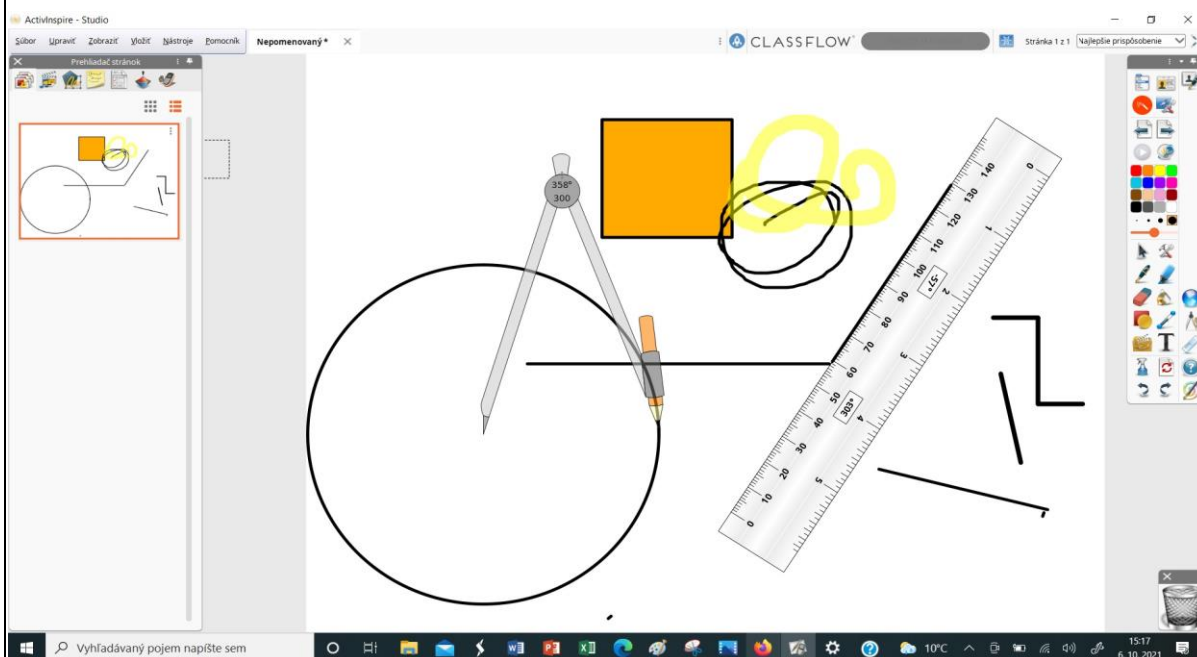 ActivInspire - Studio
Súbor Upraviť Zobraziť Vložiť Nástroje Pomocník Nepomenovaný*
CLASSFLOW
Stránka 1 z 1 Najlepšie prispôsobenie
Prehliadač stránok
358°
300
0 10 20 30 40 50 60 70 80 90 100 110 120 130 140
0 1 2 3 4 5
-57°
303°
T
Vyhľadávaný pojem napíšte sem
10°C
15:17
6. 10. 2021